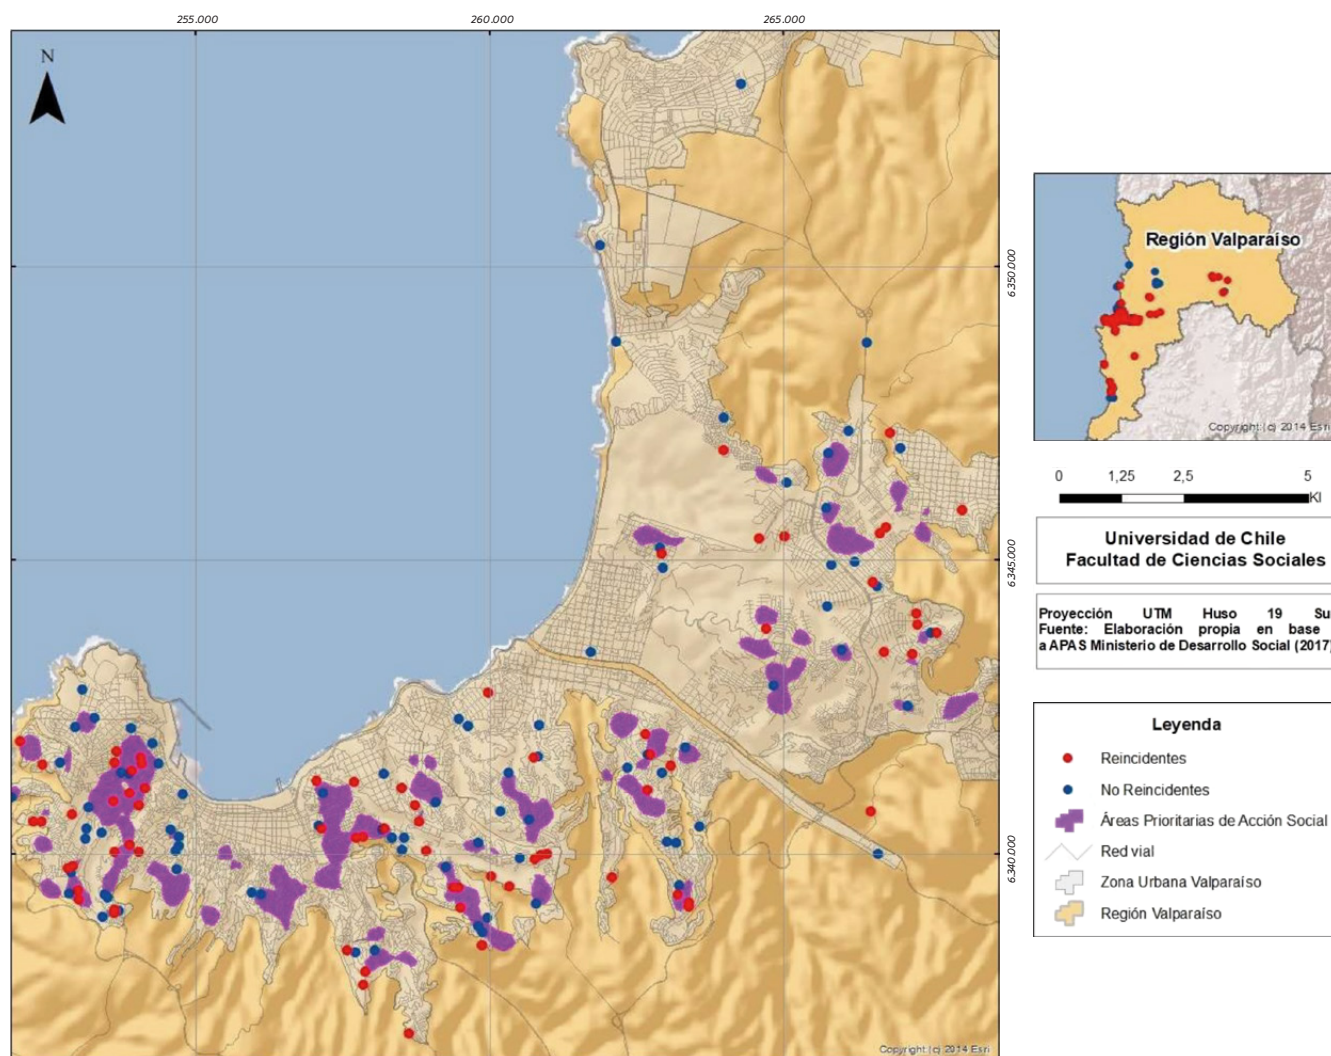 255.000
260.000
265.000
N
6.350.000
6.345.000
6.340.000
Copyright (c) 2014 Esri
Región Valparaíso
Copyright (c) 2014 Esri
0 1,25 2,5 5
Kl
Universidad de Chile
Facultad de Ciencias Sociales
Proyección UTM Huso 19 Su
Fuente: Elaboración propia en base
a APAS Ministerio de Desarrollo Social (2017)
Leyenda
Reincidentes
No Reincidentes
Áreas Prioritarias de Acción Social
Red vial
Zona Urbana Valparaíso
Región Valparaíso